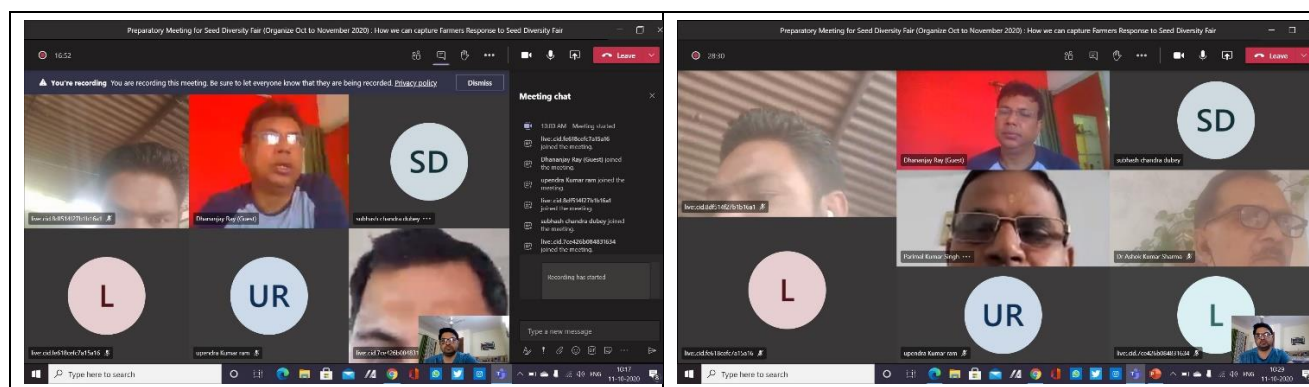 Preparatory Meeting for Seed Diversity Fair (Organize Oct to November 2020) : How we can capture Farmers Response to Seed Diversity Fair
16:52
Leave
You're recording You are recording this meeting. Be sure to let everyone know that they are being recorded. Privacy policy
Dismiss
Meeting chat
Meeting started
joined the meeting.
Dhananjay Ray (Guest) joined
the meeting.
upendra Kumar ram joined the
meeting.
joined the meeting.
subhash chandra dubey joined
the meeting.
live:.cid.7ce426b084831634
joined the meeting.
Recording has started
Type a new message
Dhananjay Ray (Guest)
SD
subhash chandra dubey
L
UR
upendra Kumar ram
Type here to search
ENG
10:17
11-10-2020
Preparatory Meeting for Seed Diversity Fair (Organize Oct to November 2020) : How we can capture Farmers Response to Seed Diversity Fair
28:30
Leave
Dhananjay Ray (Guest)
SD
subhash chandra dubey
Parimal Kumar Singh
Dr Ashok Kumar Sharma
L
UR
upendra Kumar ram
L
live:.cid.7ce426b084831634
Type here to search
ENG
10:29
11-10-2020